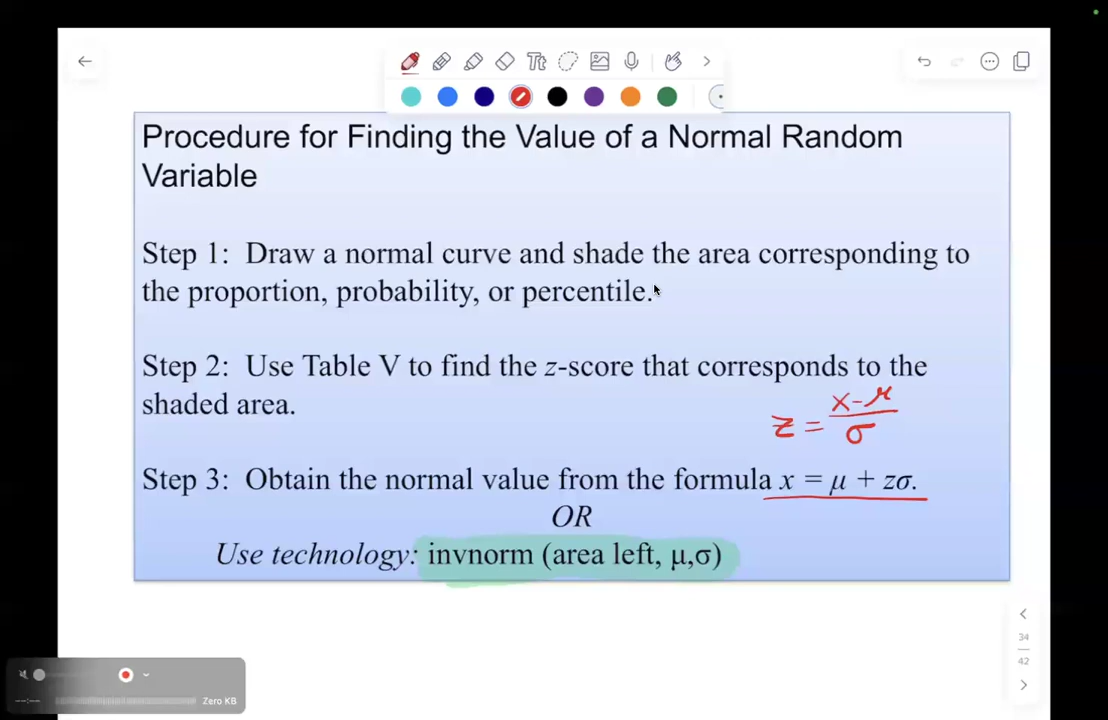 Tt
Procedure for Finding the Value of a Normal Random
Variable
Step 1: Draw a normal curve and shade the area corresponding to
the proportion, probability, or percentile.
Step 2: Use Table V to find the z-score that corresponds to the
shaded area.
z = x-μ / σ
Step 3: Obtain the normal value from the formula x = μ + zσ.
OR
Use technology: invnorm (area left, μ,σ)
34
42
--:--
Zero KB